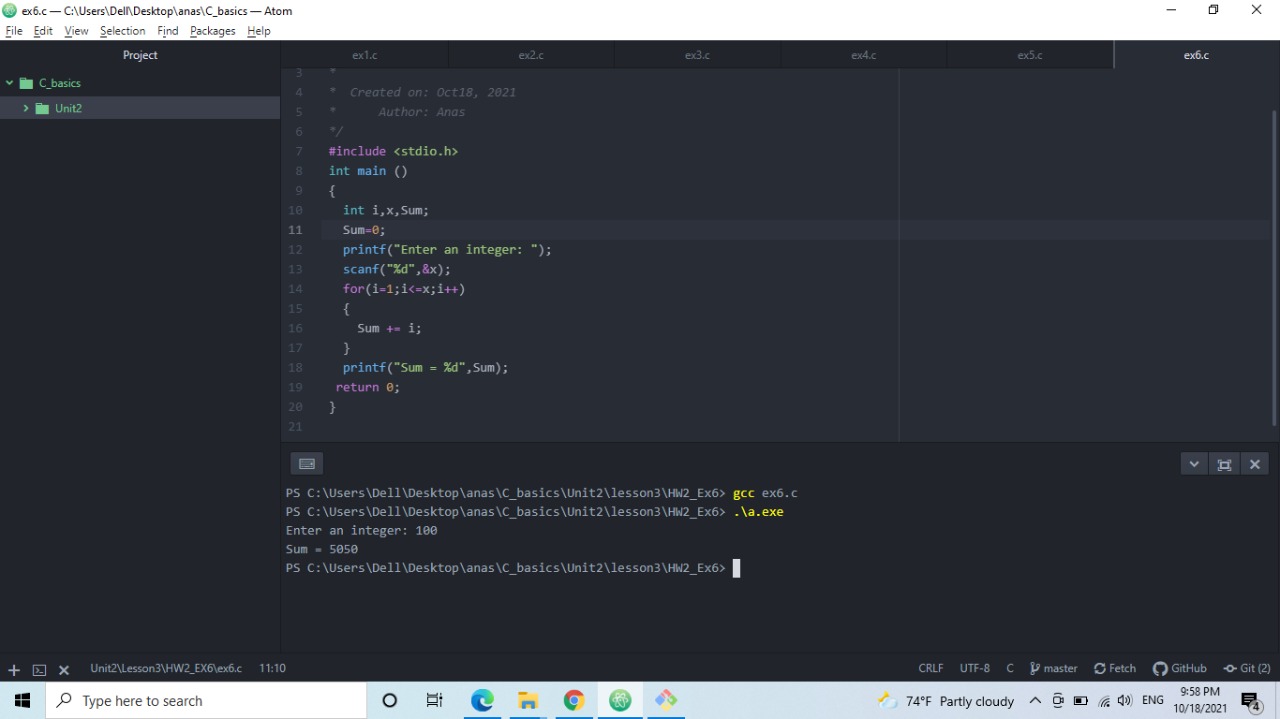 ex6.c — C:\Users\Dell\Desktop\anas\C_basics — Atom
File Edit View Selection Find Packages Help
Project
ex1.c ex2.c ex3.c ex4.c ex5.c ex6.c
C_basics
Unit2
3 *
4 * Created on: Oct18, 2021
5 * Author: Anas
6 */
7 #include <stdio.h>
8 int main ()
9 {
10 int i,x,Sum;
11 Sum=0;
12 printf("Enter an integer: ");
13 scanf("%d",&x);
14 for(i=1;i<=x;i++)
15 {
16 Sum += i;
17 }
18 printf("Sum = %d",Sum);
19 return 0;
20 }
21
PS C:\Users\Dell\Desktop\anas\C_basics\Unit2\lesson3\HW2_Ex6> gcc ex6.c
PS C:\Users\Dell\Desktop\anas\C_basics\Unit2\lesson3\HW2_Ex6> .\a.exe
Enter an integer: 100
Sum = 5050
PS C:\Users\Dell\Desktop\anas\C_basics\Unit2\lesson3\HW2_Ex6>
Unit2\Lesson3\HW2_EX6\ex6.c 11:10 CRLF UTF-8 C master Fetch GitHub Git (2)
Type here to search 74°F Partly cloudy ENG 9:58 PM
10/18/2021 4